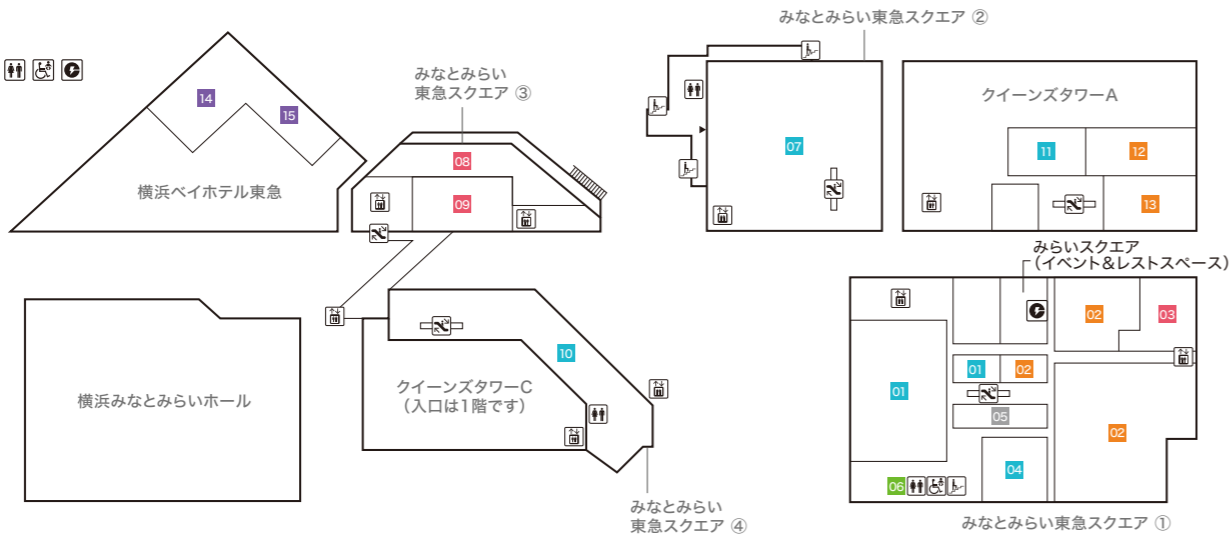 みなとみらい東急スクエア ②
みなとみらい
東急スクエア ③
クイーンズタワーA
14
15
08
07
11
12
横浜ベイホテル東急
09
13
みらいスクエア
(イベント&レストスペース)
02
03
10
01
02
クイーンズタワーC
(入口は1階です)
横浜みなとみらいホール
01
05
02
04
06
みなとみらい
東急スクエア ④
みなとみらい東急スクエア ①